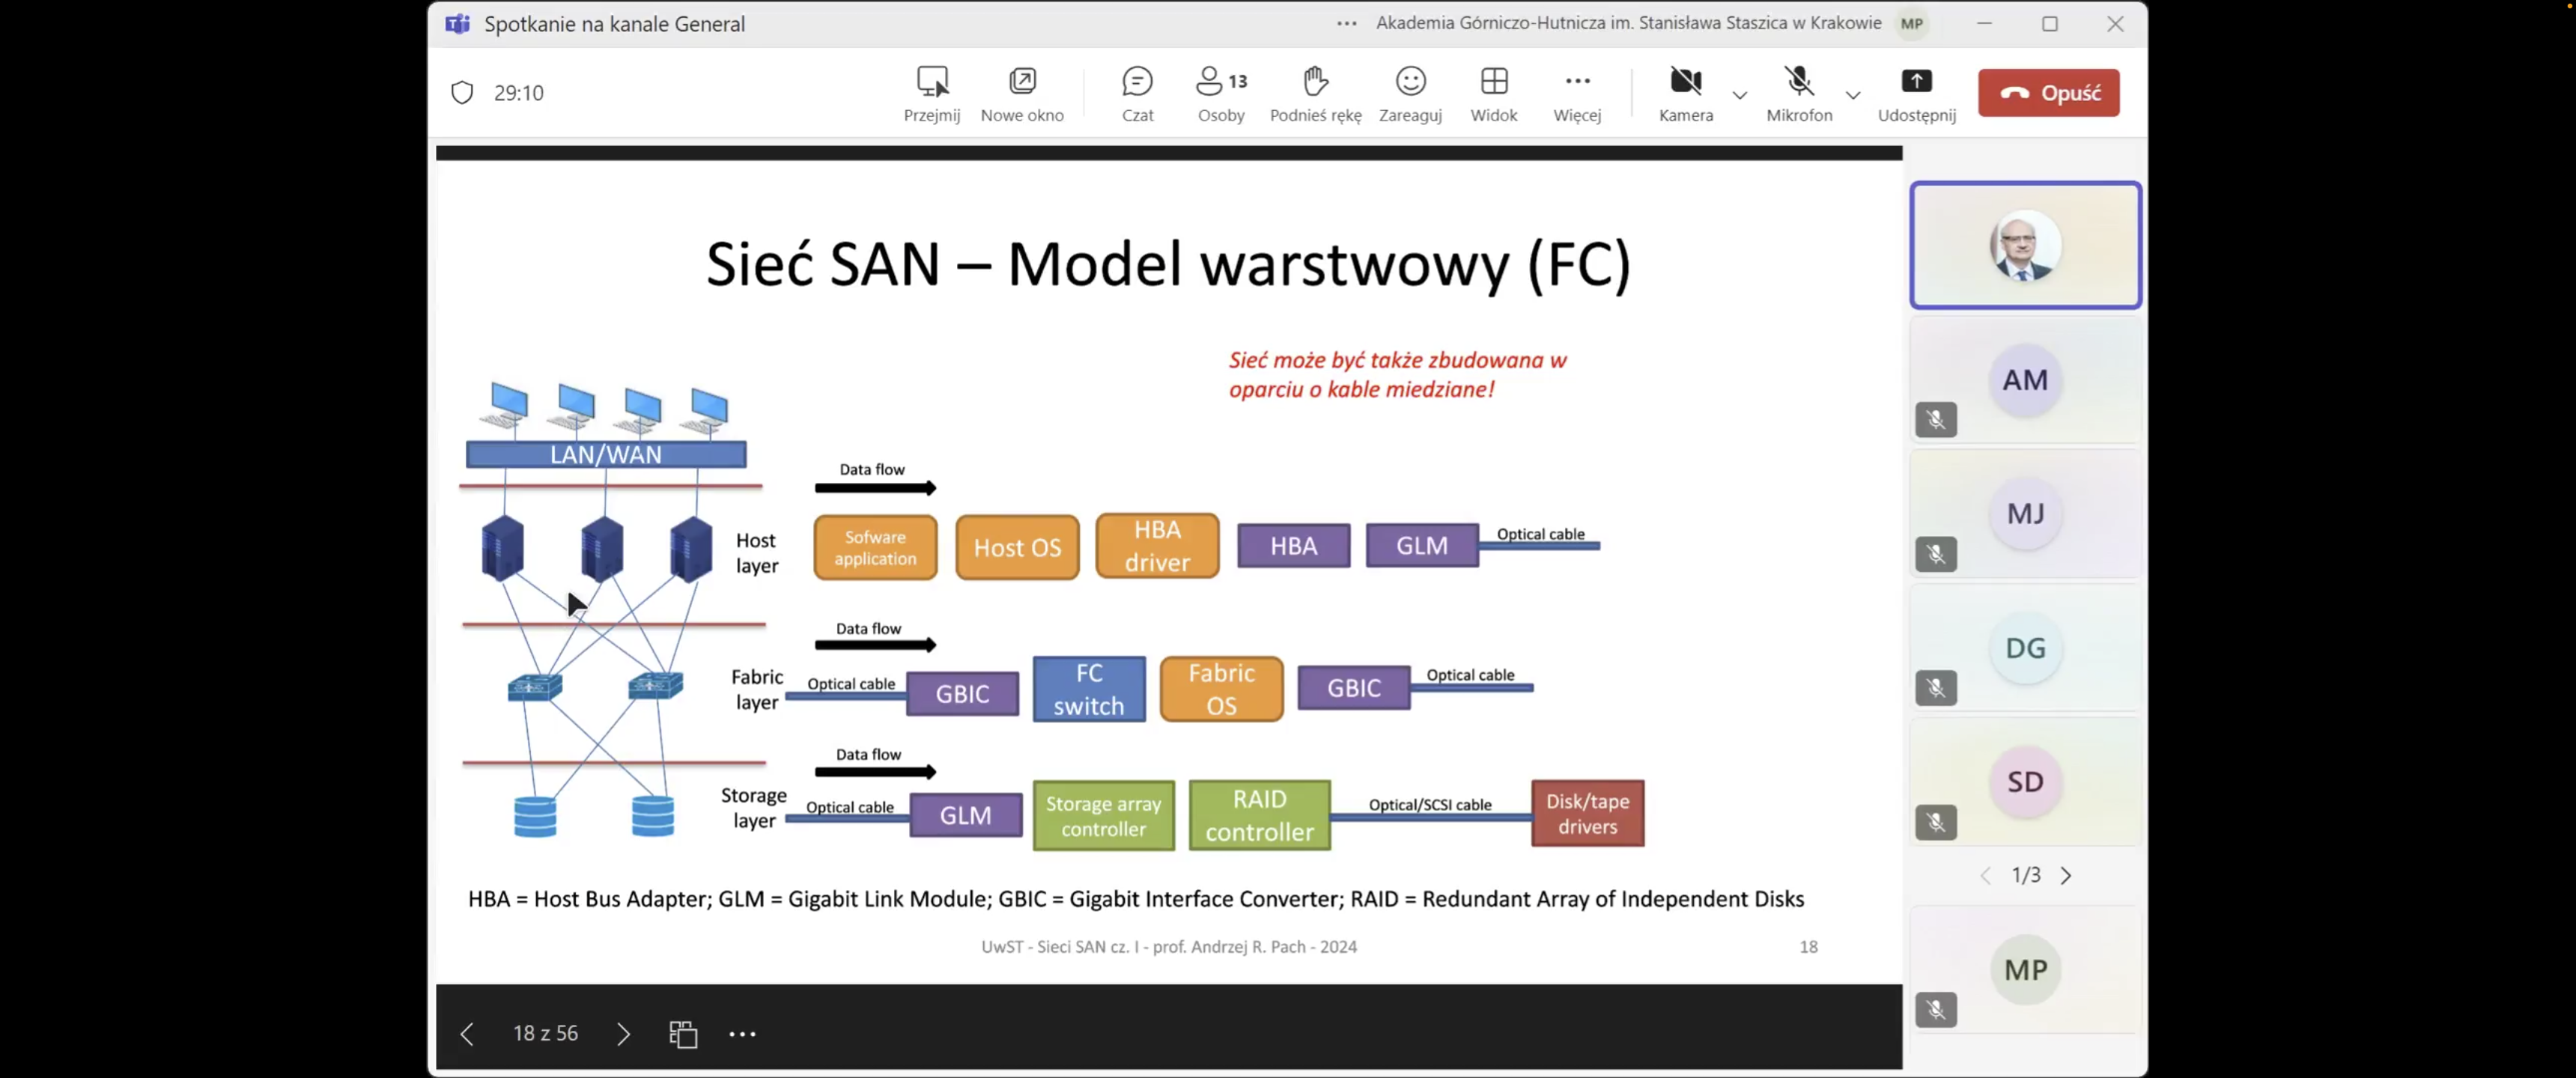 Spotkanie na kanale General
Akademia Górniczo-Hutnicza im. Stanisława Staszica w Krakowie MP
29:10
Przejmij
Nowe okno
Czat
13
Osoby
Podnieś rękę
Zareaguj
Widok
Więcej
Kamera
Mikrofon
Udostępnij
Opuść
Sieć SAN – Model warstwowy (FC)
Sieć może być także zbudowana w
oparciu o kable miedziane!
LAN/WAN
Data flow
Host
layer
Sofware
application
Host OS
HBA
driver
HBA
GLM
Optical cable
Data flow
Fabric
layer
Optical cable
GBIC
FC
switch
Fabric
OS
GBIC
Optical cable
Data flow
Storage
layer
Optical cable
GLM
Storage array
controller
RAID
controller
Optical/SCSI cable
Disk/tape
drivers
HBA = Host Bus Adapter; GLM = Gigabit Link Module; GBIC = Gigabit Interface Converter; RAID = Redundant Array of Independent Disks
UwST - Sieci SAN cz. I - prof. Andrzej R. Pach - 2024
18
18 z 56
AM
MJ
DG
SD
1/3
MP